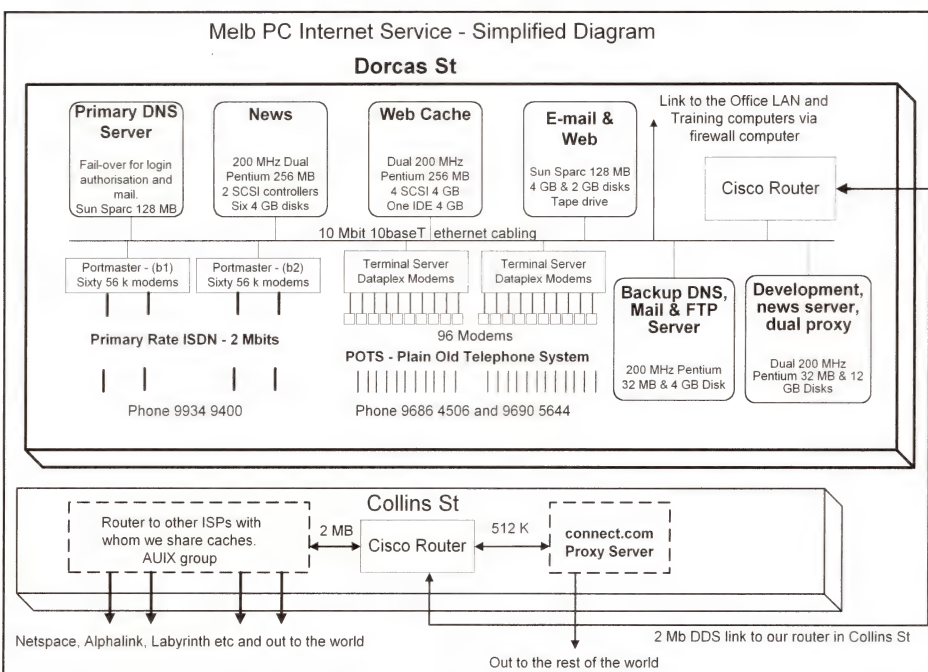 Melb PC Internet Service - Simplified Diagram
Dorcas St
Primary DNS
Server
Fail-over for login
authorisation and
mail.
Sun Sparc 128 MB
News
200 MHz Dual
Pentium 256 MB
2 SCSI controllers
Six 4 GB disks
Web Cache
Dual 200 MHz
Pentium 256 MB
4 SCSI 4 GB
One IDE 4 GB
E-mail &
Web
Sun Sparc 128 MB
4 GB & 2 GB disks
Tape drive
Link to the Office LAN and
Training computers via
firewall computer
Cisco Router
10 Mbit 10baseT ethernet cabling
Portmaster - (b1)
Sixty 56 k modems
Portmaster - (b2)
Sixty 56 k modems
Terminal Server
Dataplex Modems
Terminal Server
Dataplex Modems
96 Modems
Primary Rate ISDN - 2 Mbits
POTS - Plain Old Telephone System
Phone 9934 9400
Phone 9686 4506 and 9690 5644
Backup DNS,
Mail & FTP
Server
200 MHz Pentium
32 MB & 4 GB Disk
Development,
news server,
dual proxy
Dual 200 MHz
Pentium 32 MB & 12
GB Disks
Collins St
Router to other ISPs with
whom we share caches.
AUIX group
2 MB
Cisco Router
512 K
connect.com
Proxy Server
Netspace, Alphalink, Labyrinth etc and out to the world
2 Mb DDS link to our router in Collins St
Out to the rest of the world